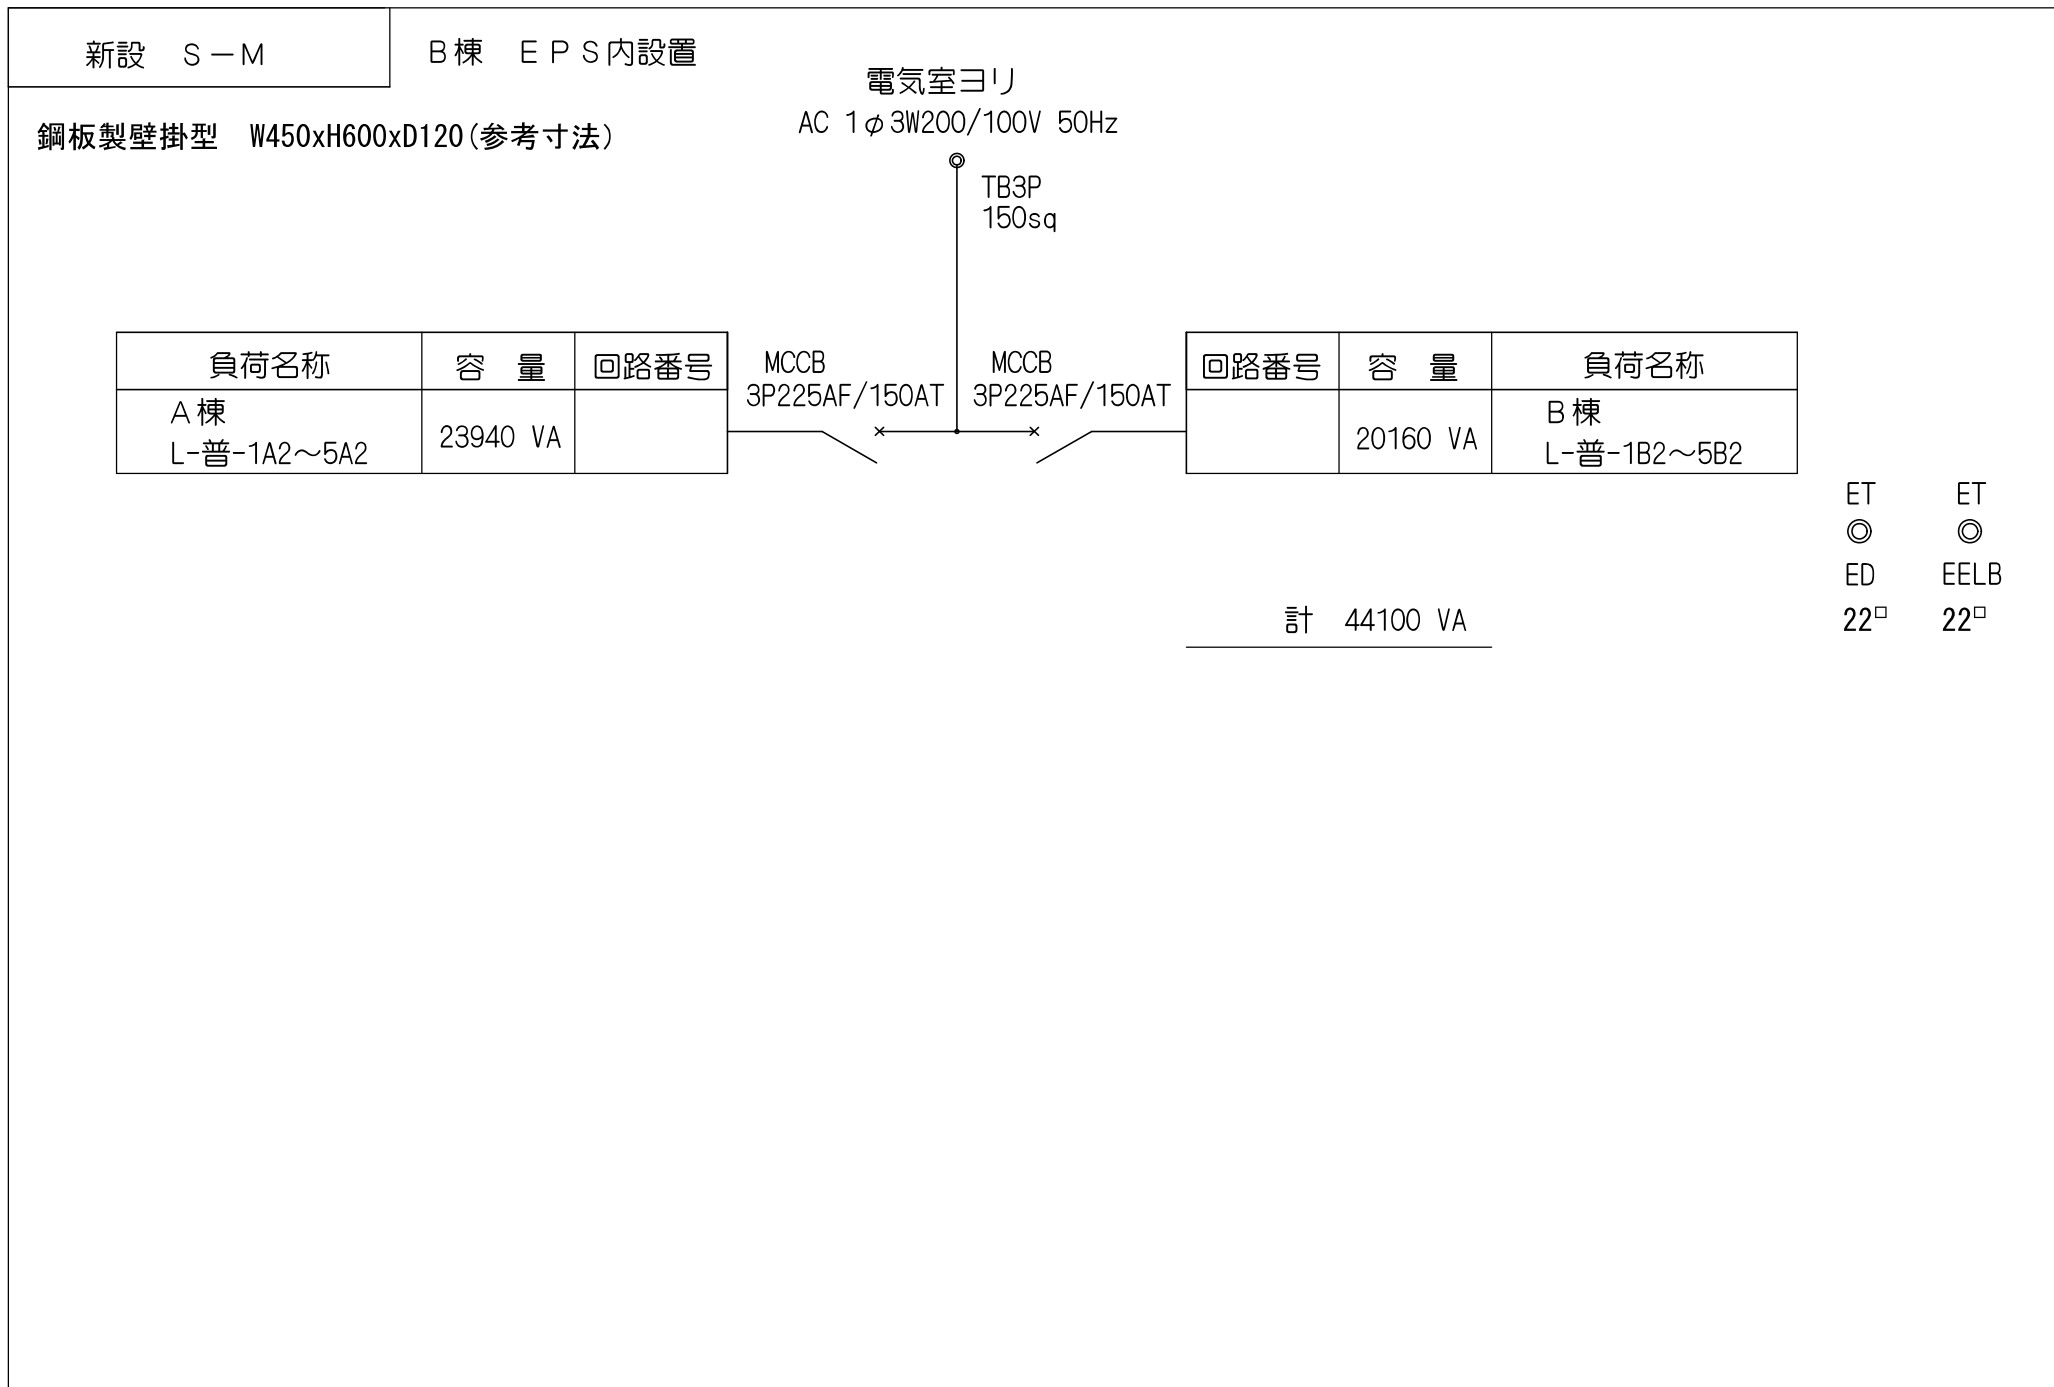 新設　Ｓ－Ｍ
Ｂ棟　ＥＰＳ内設置
鋼板製壁掛型　W450xH600xD120(参考寸法)
電気室ヨリ
AC 1φ3W200/100V 50Hz
TB3P
150sq
負荷名称　容　量　回路番号
A棟
L-普-1A2～5A2
23940 VA
MCCB
3P225AF/150AT
MCCB
3P225AF/150AT
回路番号　容　量　負荷名称
20160 VA
B棟
L-普-1B2～5B2
計　44100 VA
ET　ET
ED　EELB
22□　22□